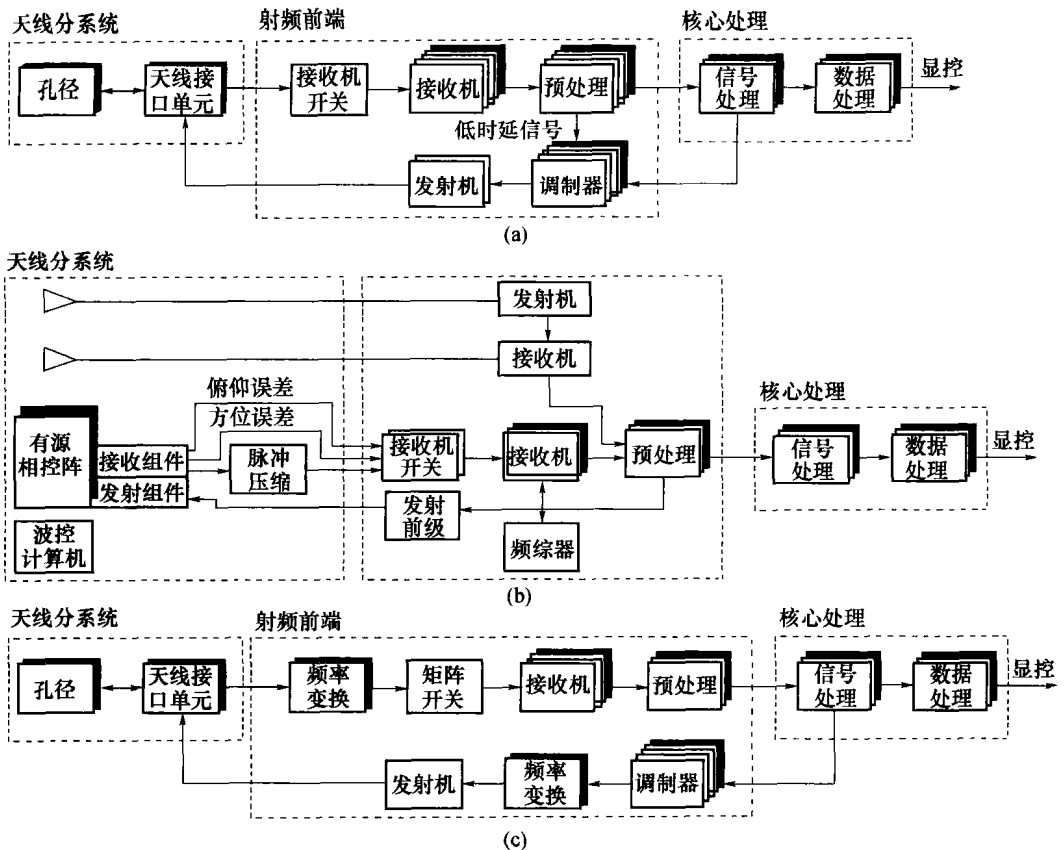 天线分系统
射频前端
核心处理
孔径
天线接
口单元
接收机
开关
接收机
预处理
信号
处理
数据
处理
显控
低时延信号
发射机
调制器
(a)
天线分系统
发射机
接收机
俯仰误差
方位误差
核心处理
有源
相控阵
接收组件
发射组件
脉冲
压缩
接收机
开关
接收机
预处理
信号
处理
数据
处理
显控
发射
前级
波控
计算机
频综器
(b)
天线分系统
射频前端
核心处理
孔径
天线接
口单元
频率
变换
矩阵
开关
接收机
预处理
信号
处理
数据
处理
显控
发射机
频率
变换
调制器
(c)